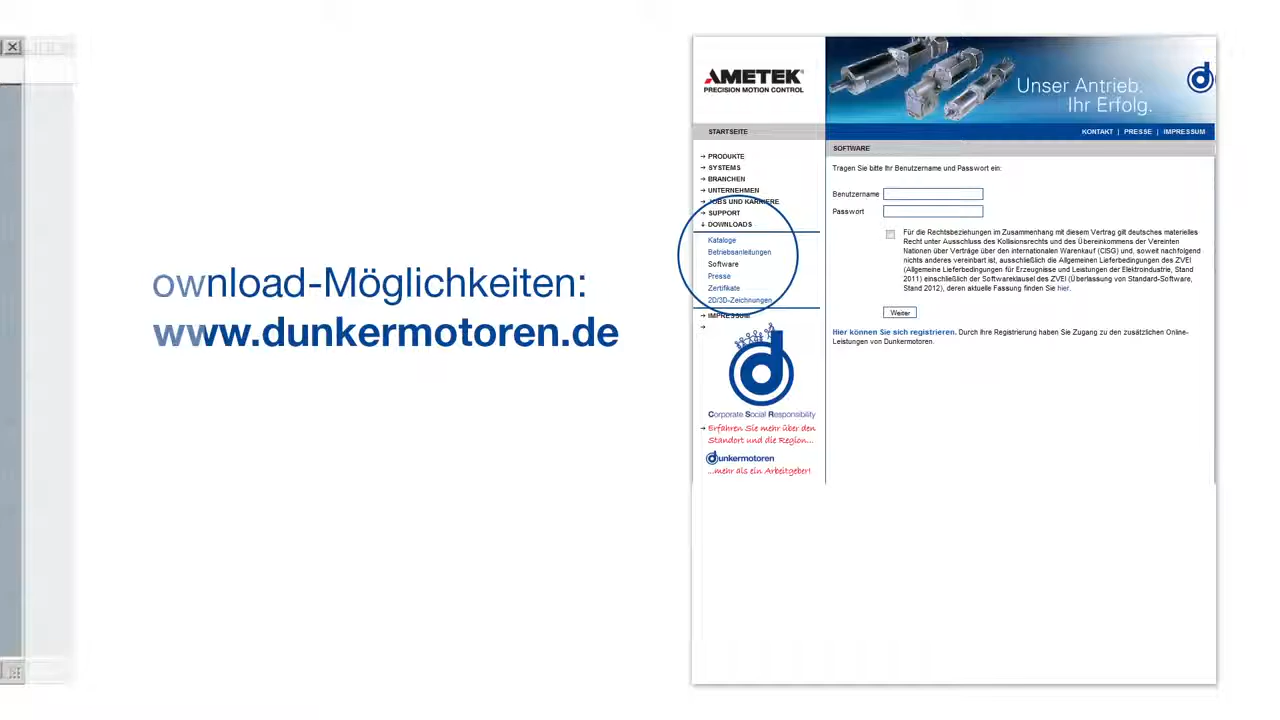 ownload-Möglichkeiten:
www.dunkermotoren.de
AMETEK®
PRECISION MOTION CONTROL
Unser Antrieb.
Ihr Erfolg.
d
STARTSEITE
KONTAKT | PRESSE | IMPRESSUM
→ PRODUKTE
→ SYSTEMS
→ BRANCHEN
→ UNTERNEHMEN
→ JOBS UND KARRIERE
→ SUPPORT
↓ DOWNLOADS
Kataloge
Betriebsanleitungen
Software
Presse
Zertifikate
2D/3D-Zeichnungen
→ IMPRESSUM
→
d
Corporate Social Responsibility
→ Erfahren Sie mehr über den
Standort und die Region...
dunkermotoren
...mehr als ein Arbeitgeber!
SOFTWARE
Tragen Sie bitte Ihr Benutzername und Passwort ein:
Benutzername
Passwort
Für die Rechtsbeziehungen im Zusammenhang mit diesem Vertrag gilt deutsches materielles
Recht unter Ausschluss des Kollisionsrechts und des Übereinkommens der Vereinten
Nationen über Verträge über den internationalen Warenkauf (CISG) und, soweit nachfolgend
nichts anderes vereinbart ist, ausschließlich die Allgemeinen Lieferbedingungen des ZVEI
(Allgemeine Lieferbedingungen für Erzeugnisse und Leistungen der Elektroindustrie, Stand
2011) einschließlich der Softwareklausel des ZVEI (Überlassung von Standard-Software,
Stand 2012), deren aktuelle Fassung finden Sie hier.
Weiter
Hier können Sie sich registrieren. Durch Ihre Registrierung haben Sie Zugang zu den zusätzlichen Online-
Leistungen von Dunkermotoren.